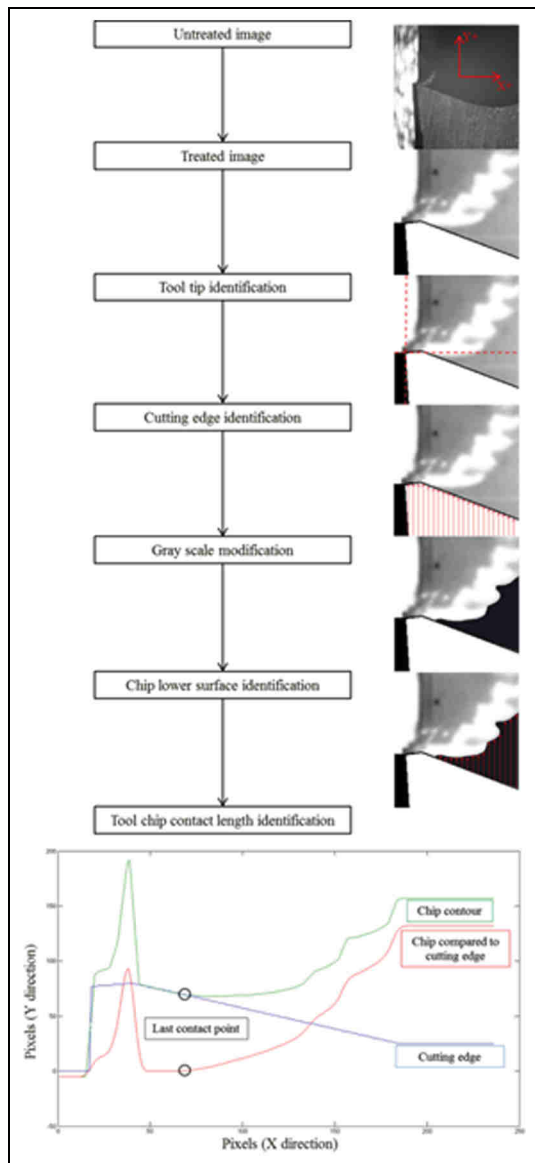 Untreated image
Y+
X+
Treated image
Tool tip identification
Cutting edge identification
Gray scale modification
Chip lower surface identification
Tool chip contact length identification
200
150
100
50
0
-50
0
50
100
150
200
250
Chip contour
Chip compared to
cutting edge
Last contact point
Cutting edge
Pixels (Y direction)
Pixels (X direction)